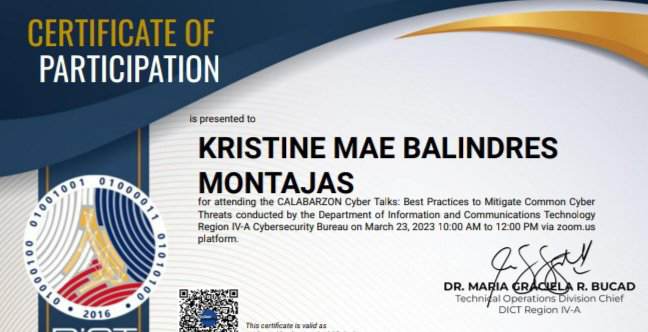 CERTIFICATE OF
PARTICIPATION
is presented to
KRISTINE MAE BALINDRES
MONTAJAS
for attending the CALABARZON Cyber Talks: Best Practices to Mitigate Common Cyber
Threats conducted by the Department of Information and Communications Technology
Region IV-A Cybersecurity Bureau on March 23, 2023 10:00 AM to 12:00 PM via zoom.us
platform.
01000100 01001001 01000011 01010100
2016
DICT
DR. MARIA GRACIELA R. BUCAD
Technical Operations Division Chief
DICT Region IV-A
This certificate is valid as